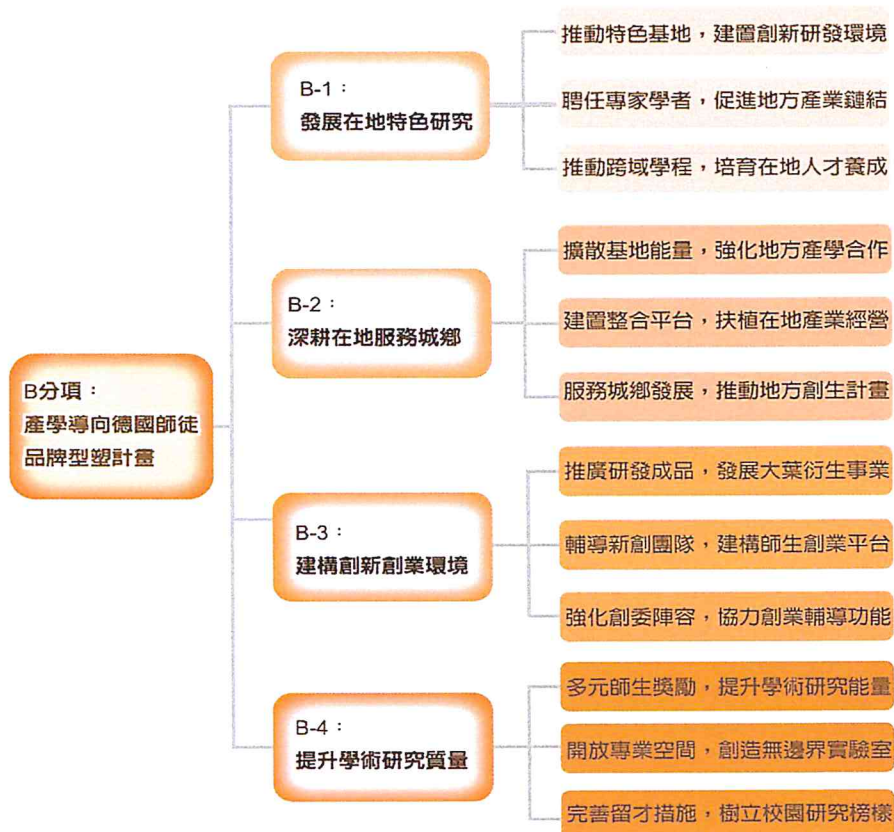 B分項：
產學導向德國師徒
品牌型塑計畫
B-1：
發展在地特色研究
推動特色基地，建置創新研發環境
聘任專家學者，促進地方產業鏈結
推動跨域學程，培育在地人才養成
B-2：
深耕在地服務城鄉
擴散基地能量，強化地方產學合作
建置整合平台，扶植在地產業經營
服務城鄉發展，推動地方創生計畫
B-3：
建構創新創業環境
推廣研發成品，發展大葉衍生事業
輔導新創團隊，建構師生創業平台
強化創委陣容，協力創業輔導功能
B-4：
提升學術研究質量
多元師生獎勵，提升學術研究能量
開放專業空間，創造無邊界實驗室
完善留才措施，樹立校園研究榜樣